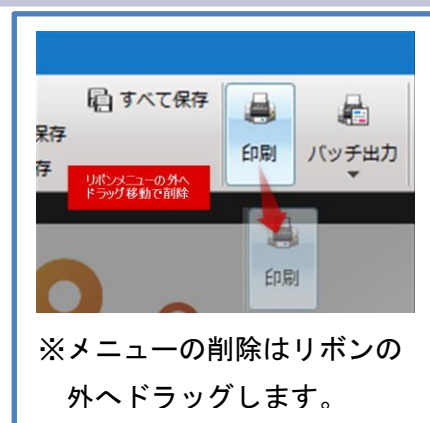 すべて保存
保存
存
印刷
バッチ出力
リボンメニューの外へ
ドラッグ移動で削除
印刷
※メニューの削除はリボンの
外へドラッグします。